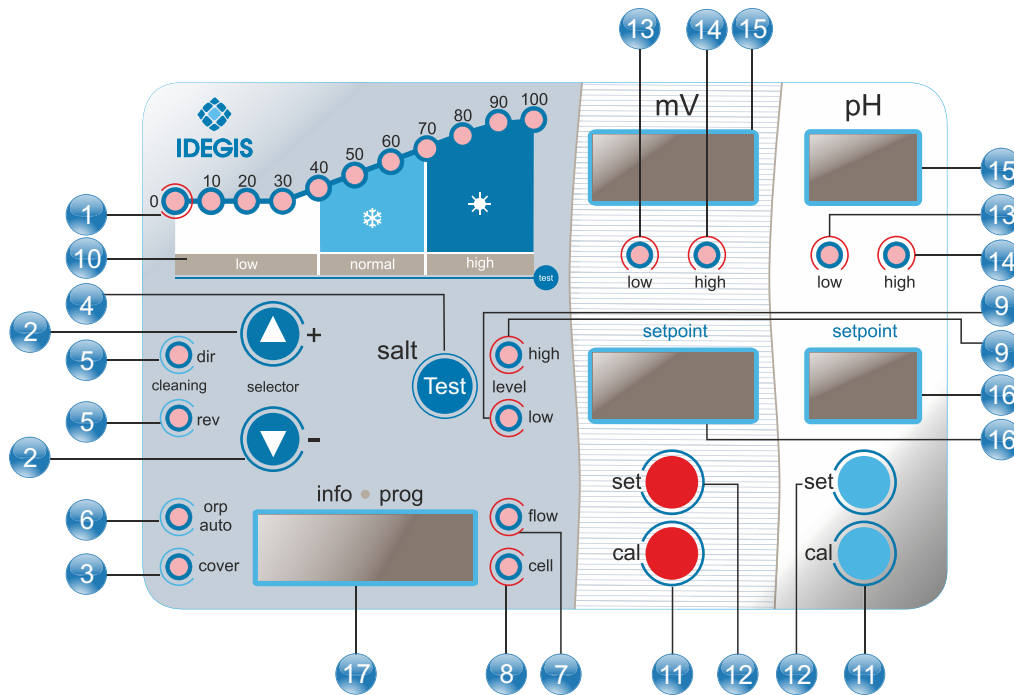 13 14 15
mV pH
IDEGIS
0 10 20 30 40 50 60 70 80 90 100
1
15
13
low high
low high
14
10
low normal high
test
4
9
2
+
setpoint setpoint
5
dir
salt
high
9
cleaning selector
Test
level
16
5
rev
low
16
2
-
set
12
set
info • prog
6
orp
auto
flow
cal
cal
3
cover
cell
17 8 7 11 12 12 11